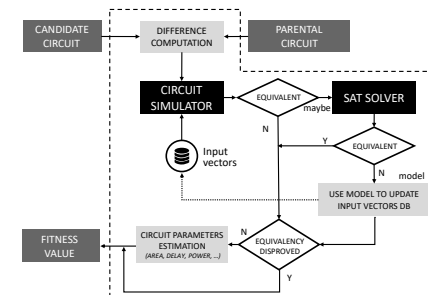 CANDIDATE
CIRCUIT
DIFFERENCE
COMPUTATION
PARENTAL
CIRCUIT
CIRCUIT
SIMULATOR
EQUIVALENT
maybe
SAT SOLVER
N
Y
EQUIVALENT
Input
vectors
N
model
USE MODEL TO UPDATE
INPUT VECTORS DB
FITNESS
VALUE
CIRCUIT PARAMETERS
ESTIMATION
(AREA, DELAY, POWER, ...)
N
EQUIVALENCY
DISPROVED
Y